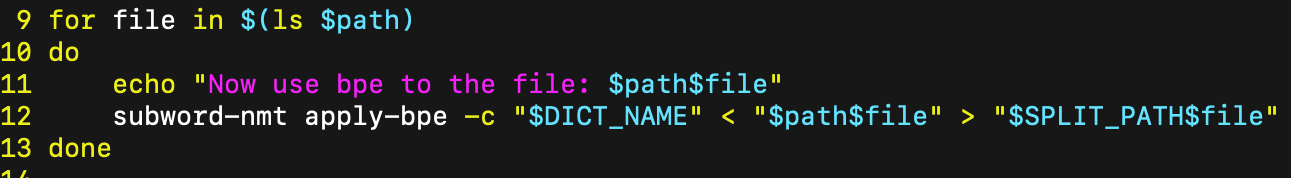 9 for file in $(ls $path)
10 do
11     echo "Now use bpe to the file: $path$file"
12     subword-nmt apply-bpe -c "$DICT_NAME" < "$path$file" > "$SPLIT_PATH$file"
13 done